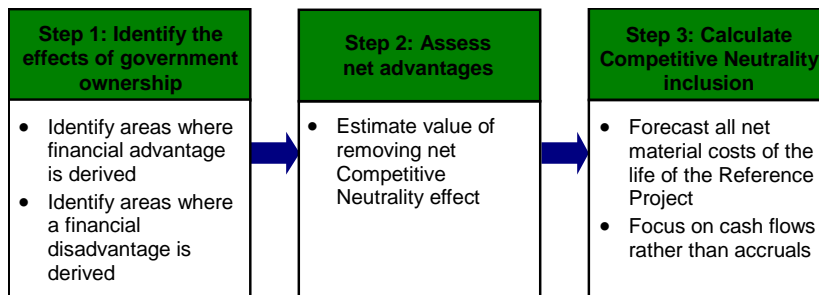 Step 1: Identify the
effects of government
ownership
• Identify areas where
financial advantage
is derived
• Identify areas where
a financial
disadvantage is
derived
Step 2: Assess
net advantages
• Estimate value of
removing net
Competitive
Neutrality effect
Step 3: Calculate
Competitive Neutrality
inclusion
• Forecast all net
material costs of the
life of the Reference
Project
• Focus on cash flows
rather than accruals